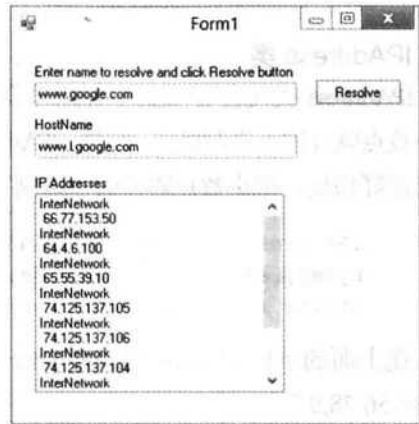 Form1
Enter name to resolve and click Resolve button
www.google.com
Resolve
HostName
www.l.google.com
IP Addresses
InterNetwork
66.77.153.50
InterNetwork
64.4.6.100
InterNetwork
65.55.39.10
InterNetwork
74.125.137.105
InterNetwork
74.125.137.106
InterNetwork
74.125.137.104
InterNetwork